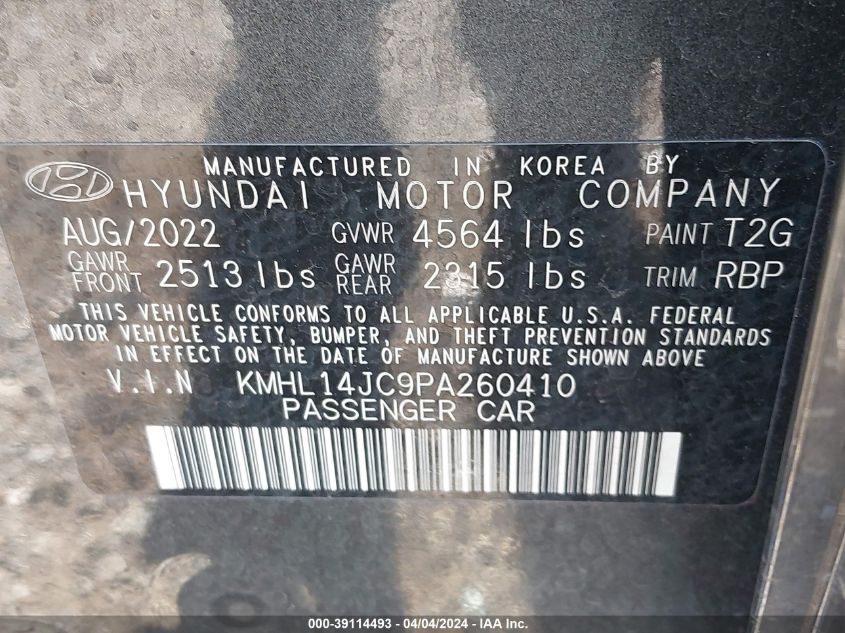 MANUFACTURED IN KOREA BY
HYUNDAI MOTOR COMPANY
AUG/2022 GVWR 4564 lbs PAINT T2G
GAWR FRONT 2513 lbs GAWR REAR 2315 lbs TRIM RBP
THIS VEHICLE CONFORMS TO ALL APPLICABLE U.S.A. FEDERAL
MOTOR VEHICLE SAFETY, BUMPER, AND THEFT PREVENTION STANDARDS
IN EFFECT ON THE DATE OF MANUFACTURE SHOWN ABOVE
V.I.N KMHL14JC9PA260410
PASSENGER CAR
000-39114493 - 04/04/2024 - IAA Inc.